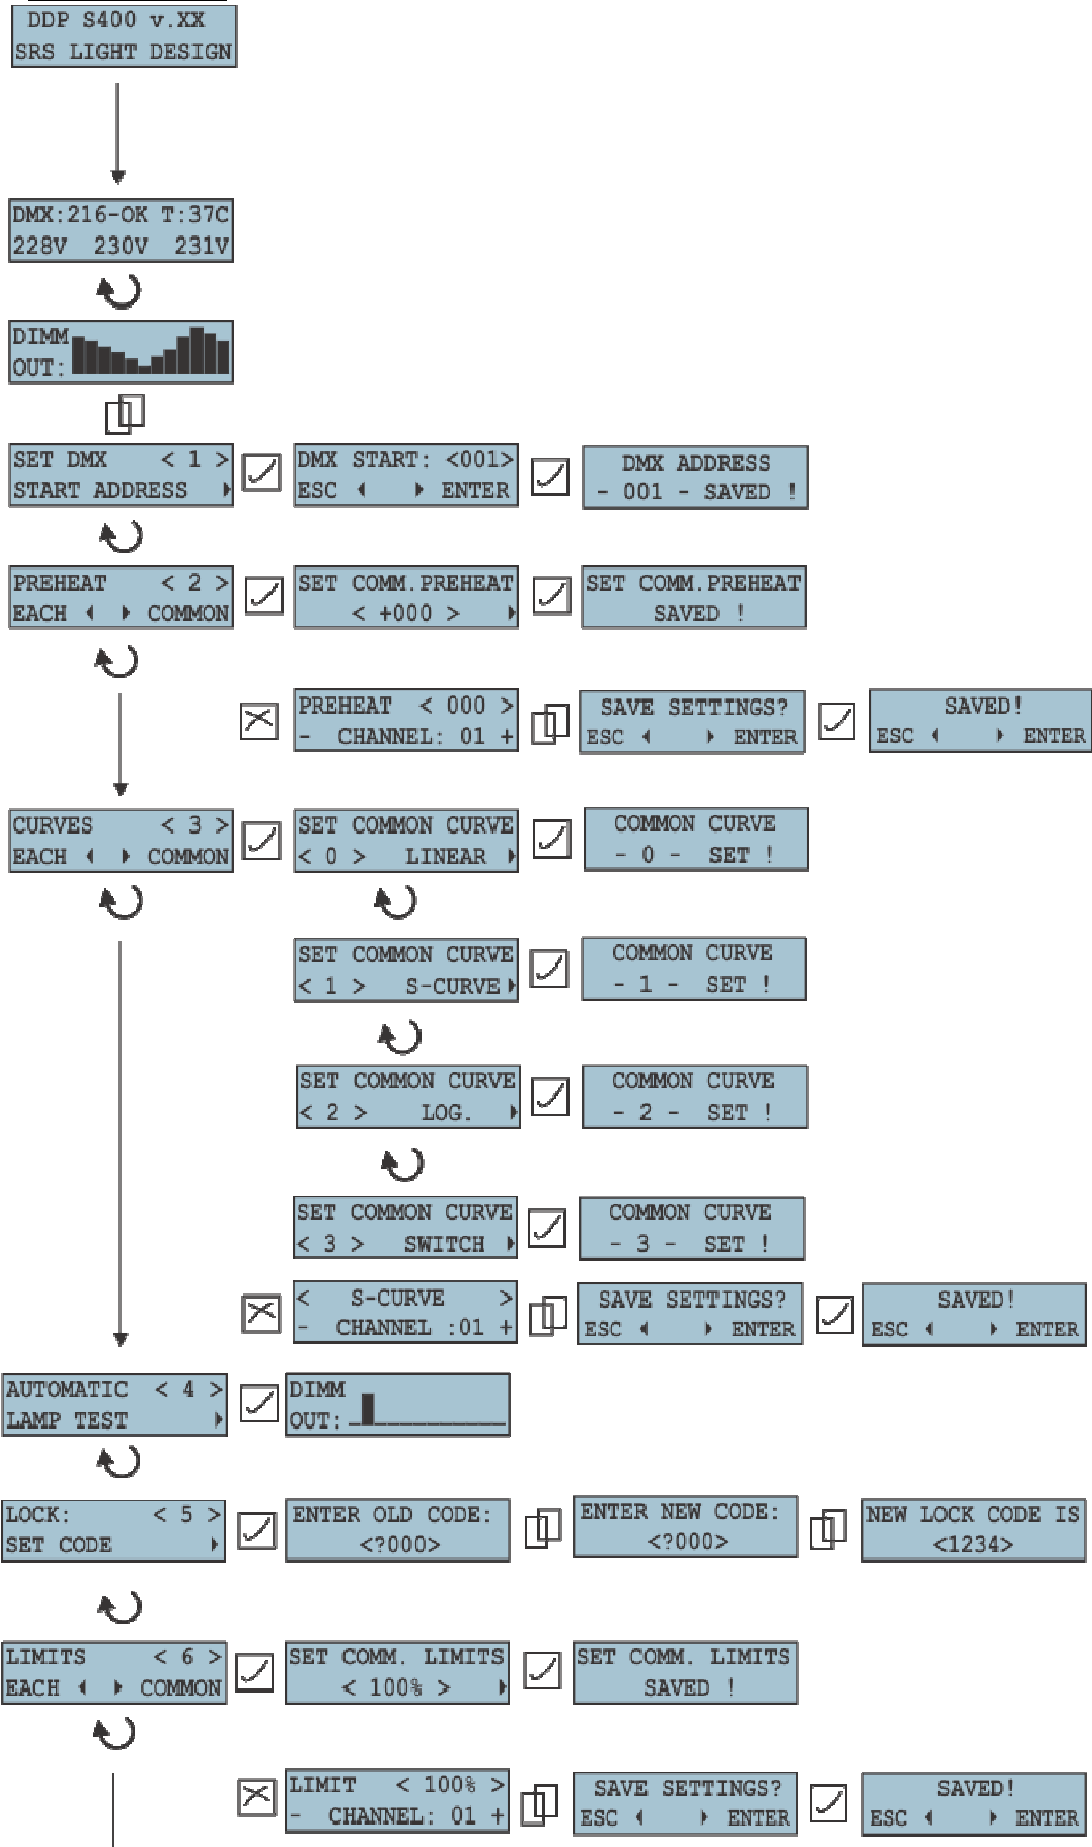 DDP S400 v.XX
SRS LIGHT DESIGN
DMX:216-OK T:37C
228V 230V 231V
DIMM
OUT:
SET DMX < 1 >
START ADDRESS
DMX START: <001>
ESC ENTER
DMX ADDRESS
- 001 - SAVED !
PREHEAT < 2 >
EACH COMMON
SET COMM.PREHEAT
< +000 >
SET COMM.PREHEAT
SAVED !
PREHEAT < 000 >
- CHANNEL: 01 +
SAVE SETTINGS?
ESC ENTER
SAVED!
ESC ENTER
CURVES < 3 >
EACH COMMON
SET COMMON CURVE
< 0 > LINEAR
COMMON CURVE
- 0 - SET !
SET COMMON CURVE
< 1 > S-CURVE
COMMON CURVE
- 1 - SET !
SET COMMON CURVE
< 2 > LOG.
COMMON CURVE
- 2 - SET !
SET COMMON CURVE
< 3 > SWITCH
COMMON CURVE
- 3 - SET !
< S-CURVE >
- CHANNEL :01 +
SAVE SETTINGS?
ESC ENTER
SAVED!
ESC ENTER
AUTOMATIC < 4 >
LAMP TEST
DIMM
OUT:
LOCK: < 5 >
SET CODE
ENTER OLD CODE:
<?000>
ENTER NEW CODE:
<?000>
NEW LOCK CODE IS
<1234>
LIMITS < 6 >
EACH COMMON
SET COMM. LIMITS
< 100% >
SET COMM. LIMITS
SAVED !
LIMIT < 100% >
- CHANNEL: 01 +
SAVE SETTINGS?
ESC ENTER
SAVED!
ESC ENTER